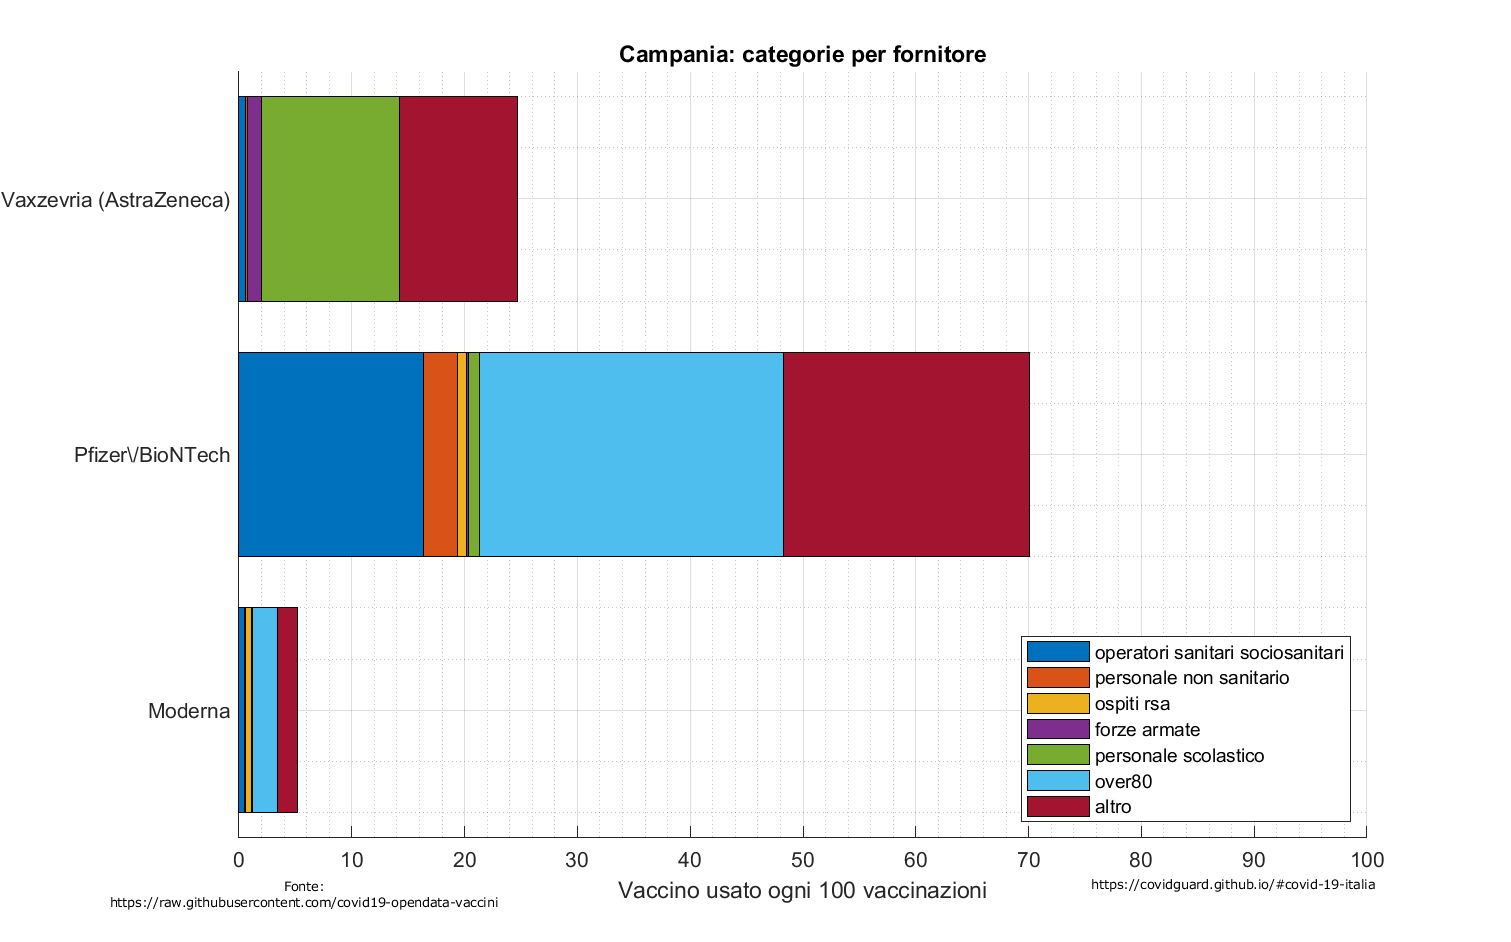 Campania: categorie per fornitore
Vaxzevria (AstraZeneca)
Pfizer\/BioNTech
Moderna
operatori sanitari sociosanitari
personale non sanitario
ospiti rsa
forze armate
personale scolastico
over80
altro
0 10 20 30 40 50 60 70 80 90 100
Vaccino usato ogni 100 vaccinazioni
Fonte:
https://raw.githubusercontent.com/covid19-opendata-vaccini
https://covidguard.github.io/#covid-19-italia